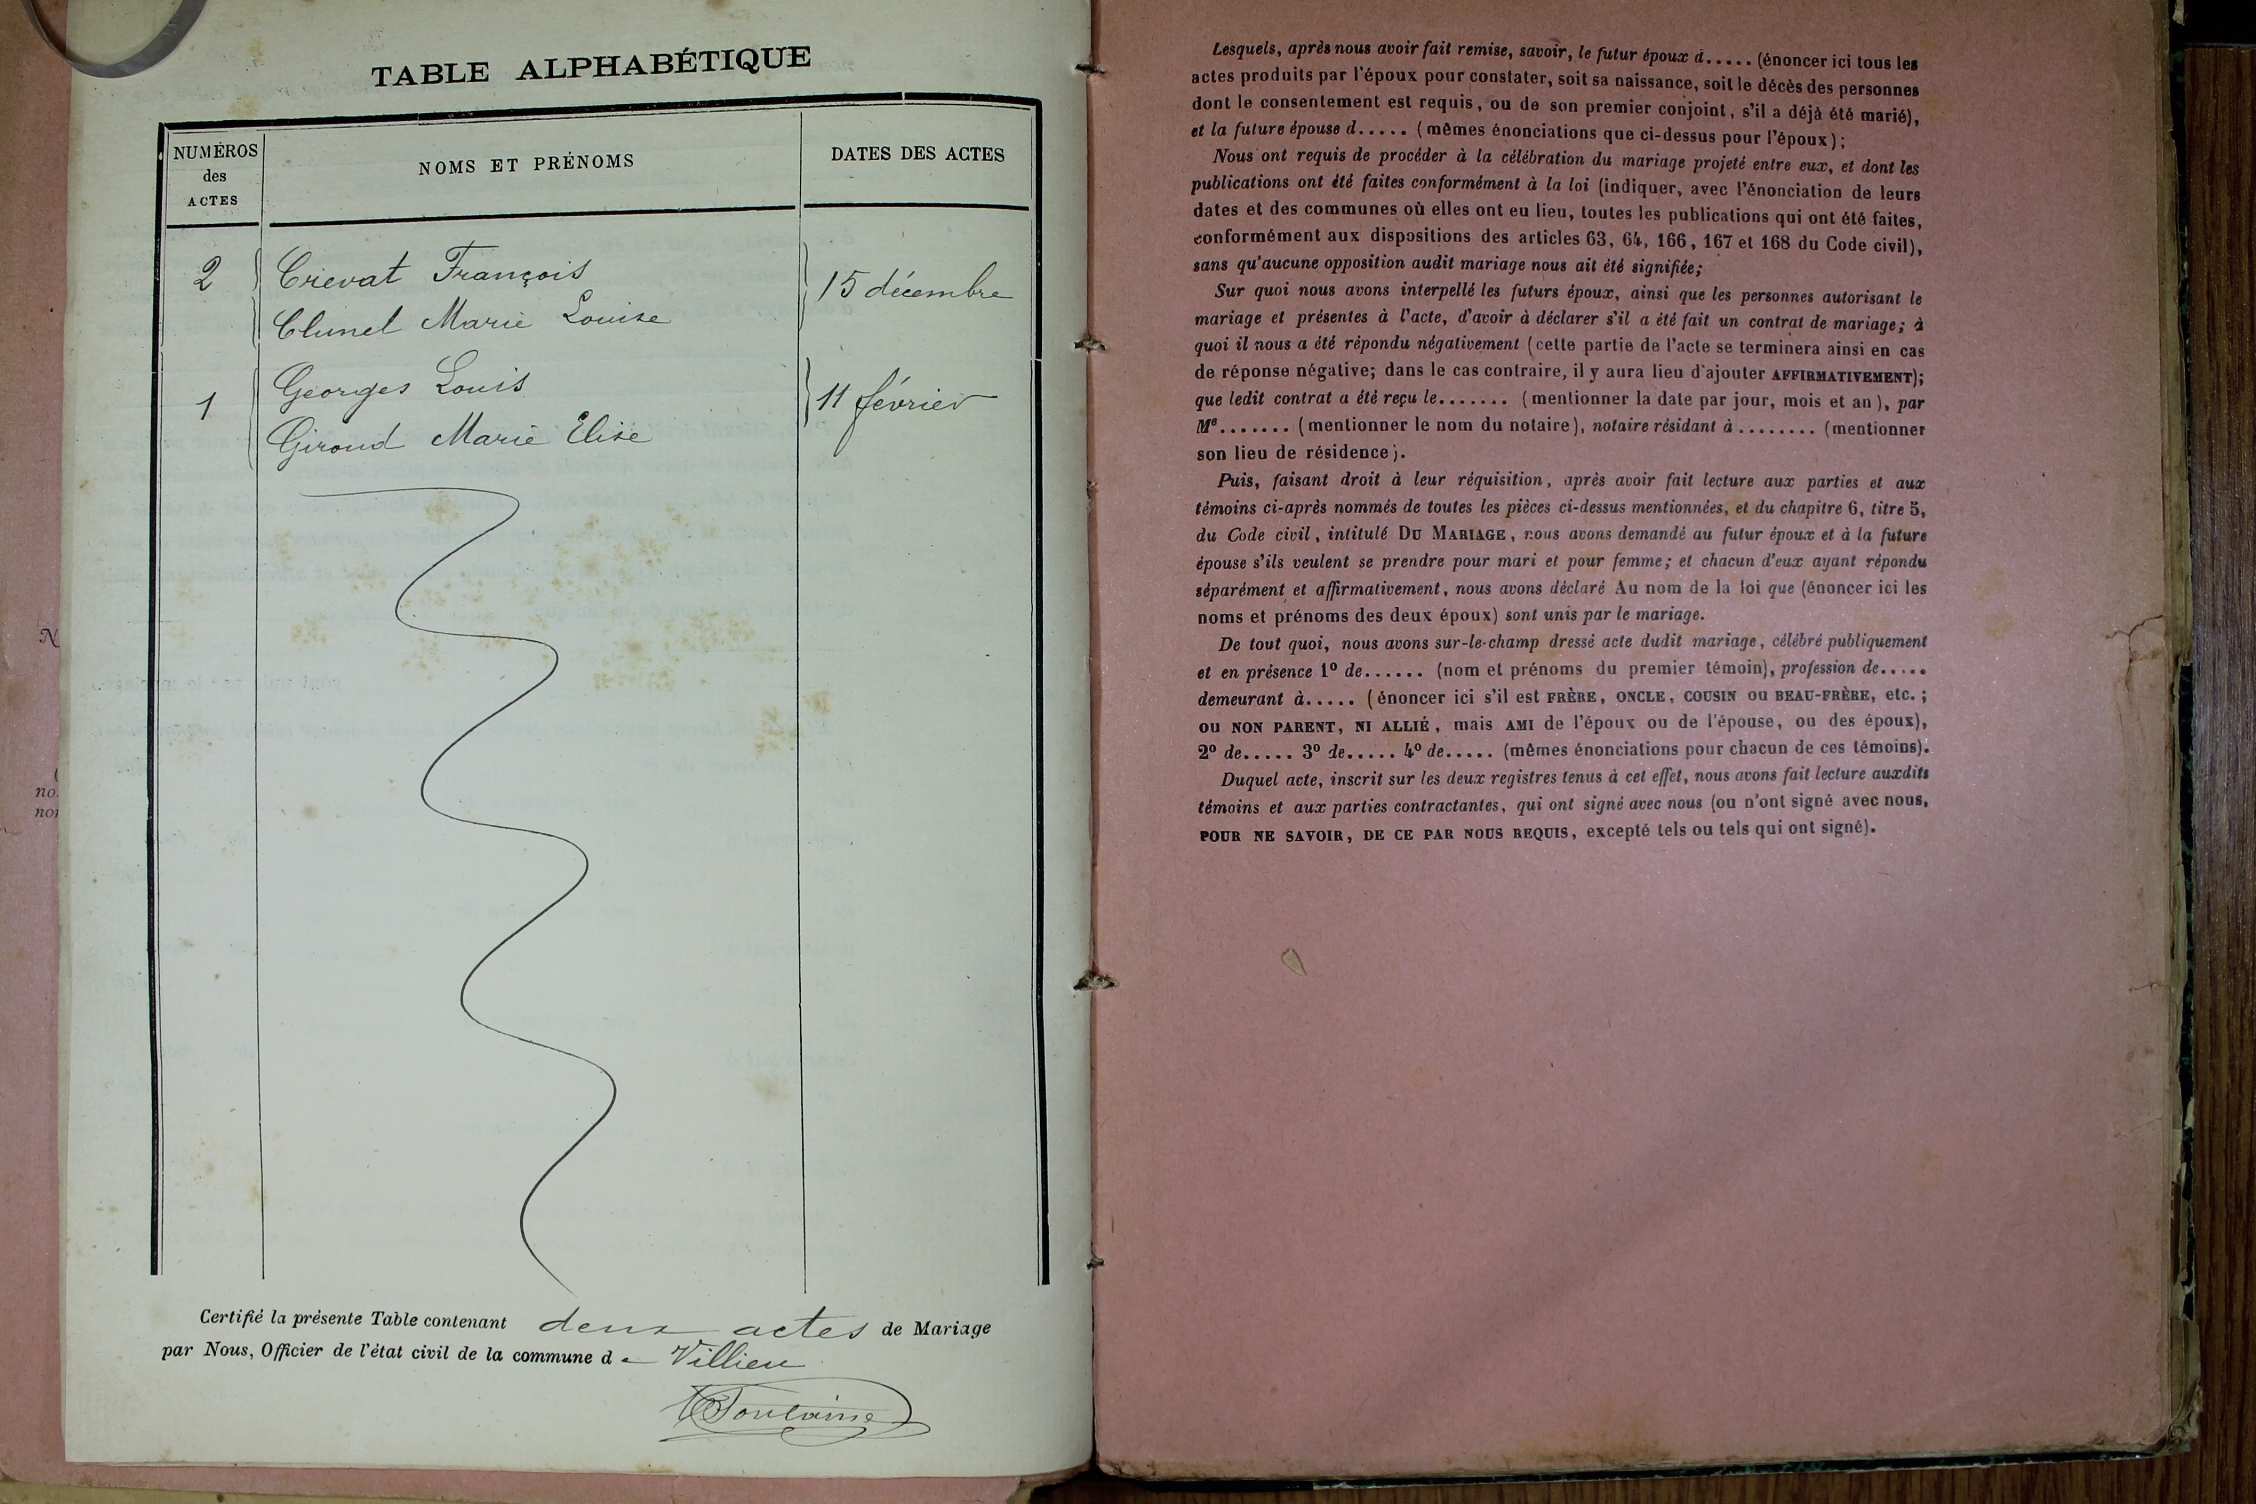 TABLE ALPHABÉTIQUE
NUMÉROS
des
ACTES
NOMS ET PRÉNOMS
DATES DES ACTES
2
Crevat François
15 décembre
Clunel Marie Louise
Georges Louis
1
11 février
Giroud Marie Elise
Certifié la présente Table contenant deux actes de Mariage
par Nous, Officier de l'état civil de la commune de Villieu
Lesquels, après nous avoir fait remise, savoir, le futur époux d..... (énoncer ici tous les
actes produits par l'époux pour constater, soit sa naissance, soit le décès des personnes
dont le consentement est requis, ou de son premier conjoint, s'il a déjà été marié),
et la future épouse d..... (mêmes énonciations que ci-dessus pour l'époux);
Nous ont requis de procéder à la célébration du mariage projeté entre eux, et dont les
publications ont été faites conformément à la loi (indiquer, avec l'énonciation de leurs
dates et des communes où elles ont eu lieu, toutes les publications qui ont été faites,
conformément aux dispositions des articles 63, 64, 166, 167 et 168 du Code civil),
sans qu'aucune opposition audit mariage nous ait été signifiée;
Sur quoi nous avons interpellé les futurs époux, ainsi que les personnes autorisant le
mariage et présentes à l'acte, d'avoir à déclarer s'il a été fait un contrat de mariage; à
quoi il nous a été répondu négativement (cette partie de l'acte se terminera ainsi en cas
de réponse négative; dans le cas contraire, il y aura lieu d'ajouter AFFIRMATIVEMENT);
que ledit contrat a été reçu le....... (mentionner la date par jour, mois et an), par
Me....... (mentionner le nom du notaire), notaire résidant à ........ (mentionner
son lieu de résidence).
Puis, faisant droit à leur réquisition, après avoir fait lecture aux parties et aux
témoins ci-après nommés de toutes les pièces ci-dessus mentionnées, et du chapitre 6, titre 5,
du Code civil, intitulé DU MARIAGE, nous avons demandé au futur époux et à la future
épouse s'ils veulent se prendre pour mari et pour femme; et chacun d'eux ayant répondu
séparément et affirmativement, nous avons déclaré Au nom de la loi que (énoncer ici les
noms et prénoms des deux époux) sont unis par le mariage.
De tout quoi, nous avons sur-le-champ dressé acte dudit mariage, célébré publiquement
et en présence 1º de...... (nom et prénoms du premier témoin), profession de.....
demeurant à..... (énoncer ici s'il est FRÈRE, ONCLE, COUSIN ou BEAU-FRÈRE, etc.;
ou NON PARENT, NI ALLIÉ, mais AMI de l'époux ou de l'épouse, ou des époux),
2º de..... 3º de..... 4º de..... (mêmes énonciations pour chacun de ces témoins).
Duquel acte, inscrit sur les deux registres tenus à cet effet, nous avons fait lecture auxdits
témoins et aux parties contractantes, qui ont signé avec nous (ou n'ont signé avec nous,
POUR NE SAVOIR, DE CE PAR NOUS REQUIS, excepté tels ou tels qui ont signé).